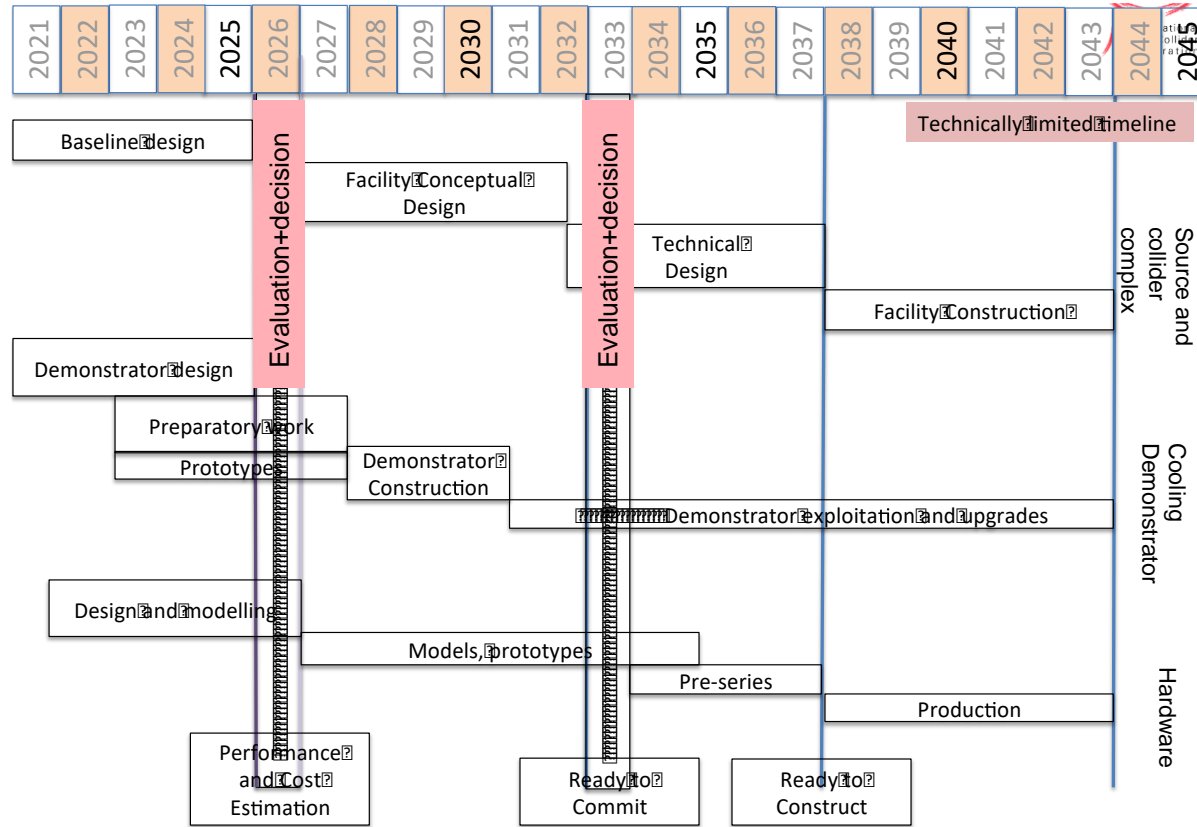 2021 2022 2023 2024 2025 2026 2027 2028 2029 2030 2031 2032 2033 2034 2035 2036 2037 2038 2039 2040 2041 2042 2043 2044 2045
Technically limited timeline
Baseline design
Evaluation+decision
Facility Conceptual
Design
Evaluation+decision
Technical
Design
Facility Construction
Source and
collider
complex
Demonstrator design
Preparatory work
Prototypes
Demonstrator
Construction
Demonstrator exploitation and upgrades
Cooling
Demonstrator
Design and modelling
Models, prototypes
Pre-series
Production
Hardware
Performance
and Cost
Estimation
Ready to
Commit
Ready to
Construct